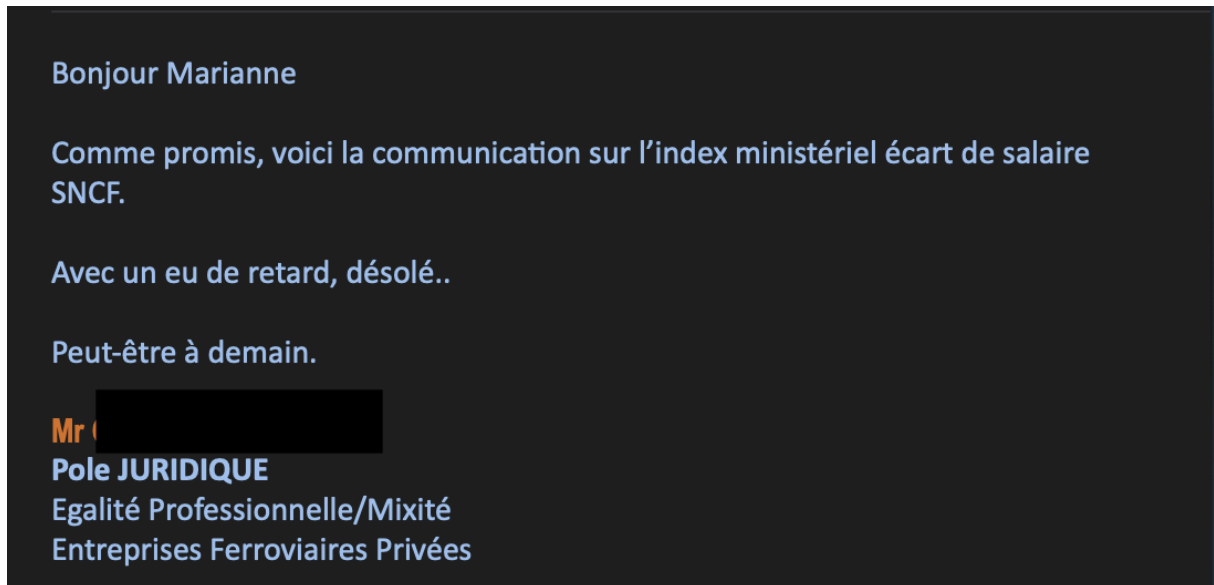 Bonjour Marianne
Comme promis, voici la communication sur l’index ministériel écart de salaire
SNCF.
Avec un eu de retard, désolé..
Peut-être à demain.
Mr
Pole JURIDIQUE
Egalité Professionnelle/Mixité
Entreprises Ferroviaires Privées